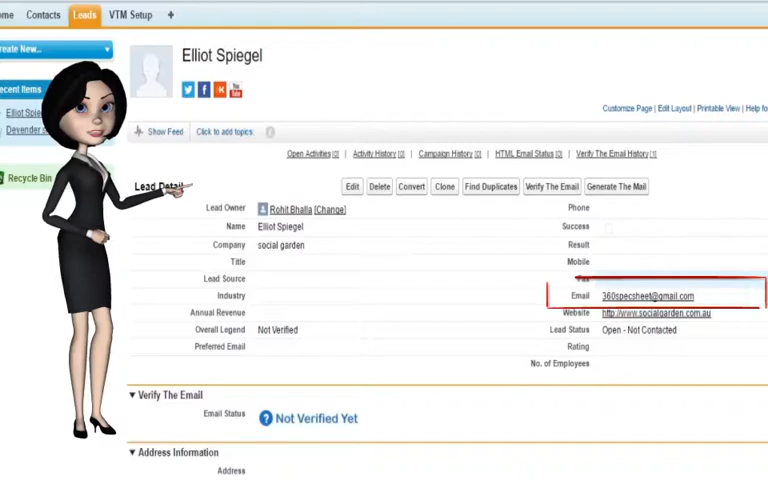 ome Contacts Leads VTM Setup +
Create New...
Elliot Spiegel
Recent Items
Elliot Spie
Devender
Recycle Bin
Customize Page | Edit Layout | Printable View | Help for
Show Feed Click to add topics:
Open Activities [0] | Activity History [0] | Campaign History [0] | HTML Email Status [0] | Verify The Email History [1]
Lead Detail Edit Delete Convert Clone Find Duplicates Verify The Email Generate The Mail
Lead Owner Rohit Bhalla [Change] Phone
Name Elliot Spiegel Success
Company social garden Result
Title Mobile
Lead Source Fax
Industry Email 360specsheet@gmail.com
Annual Revenue Website http://www.socialgarden.com.au
Overall Legend Not Verified Lead Status Open - Not Contacted
Preferred Email Rating
No. of Employees
Verify The Email
Email Status ? Not Verified Yet
Address Information
Address